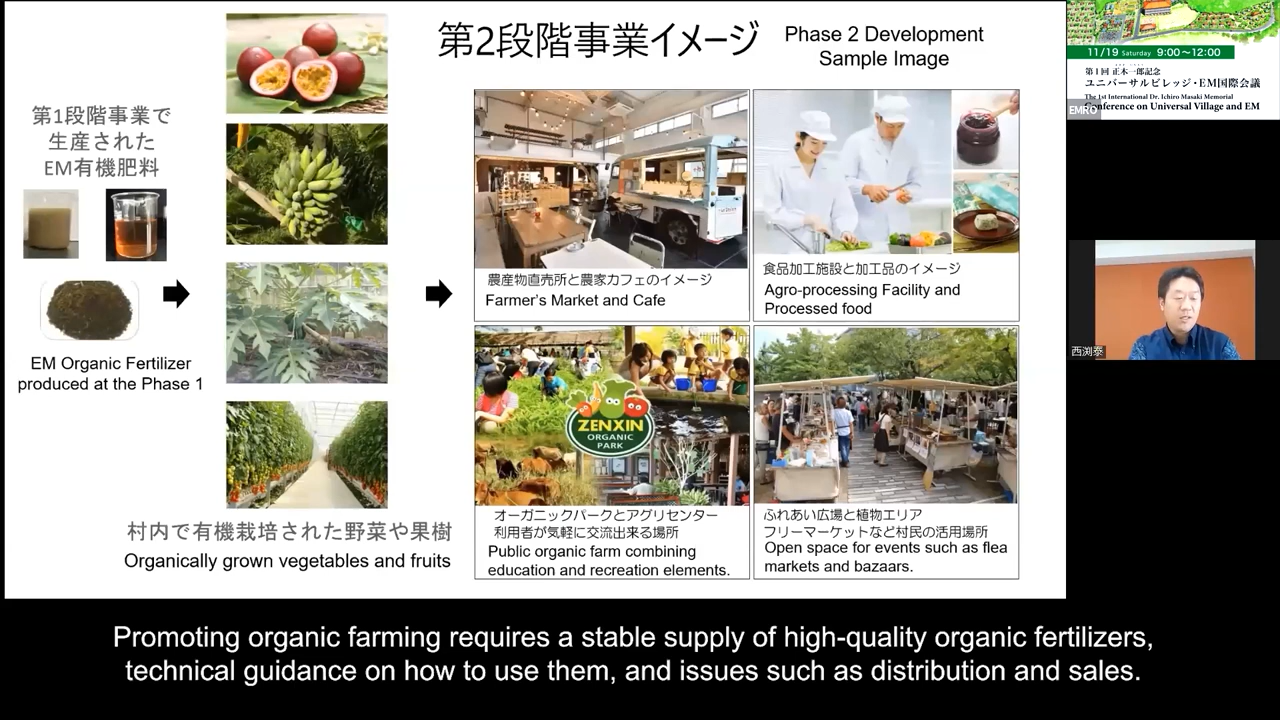 第2段階事業イメージ
Phase 2 Development
Sample Image
第1段階事業で
生産された
EM有機肥料
EM Organic Fertilizer
produced at the Phase 1
村内で有機栽培された野菜や果樹
Organically grown vegetables and fruits
農産物直売所と農家カフェのイメージ
Farmer's Market and Cafe
食品加工施設と加工品のイメージ
Agro-processing Facility and
Processed food
ZENXIN
ORGANIC
PARK
オーガニックパークとアグリセンター
利用者が気軽に交流出来る場所
Public organic farm combining
education and recreation elements.
ふれあい広場と植物エリア
フリーマーケットなど村民の活用場所
Open space for events such as flea
markets and bazaars.
11/19 Saturday 9:00～12:00
第1回 正木一郎記念
ユニバーサルビレッジ・EM国際会議
The 1st International Dr. Ichiro Masaki Memorial
Conference on Universal Village and EM
EMRO
西渕泰
Promoting organic farming requires a stable supply of high-quality organic fertilizers,
technical guidance on how to use them, and issues such as distribution and sales.